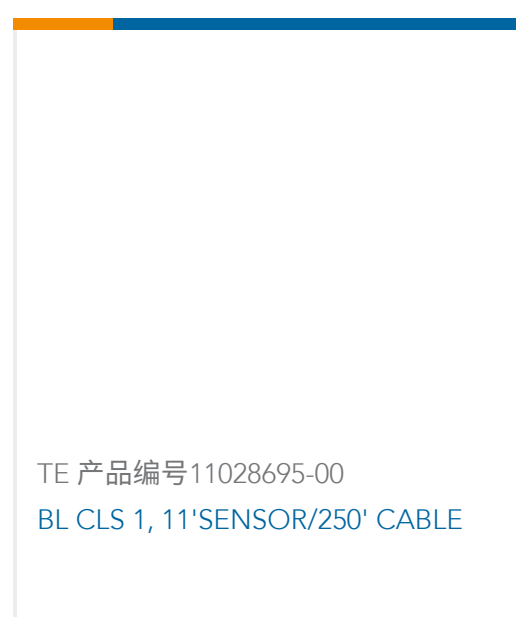 TE 产品编号11028695-00
BL CLS 1, 11'SENSOR/250' CABLE